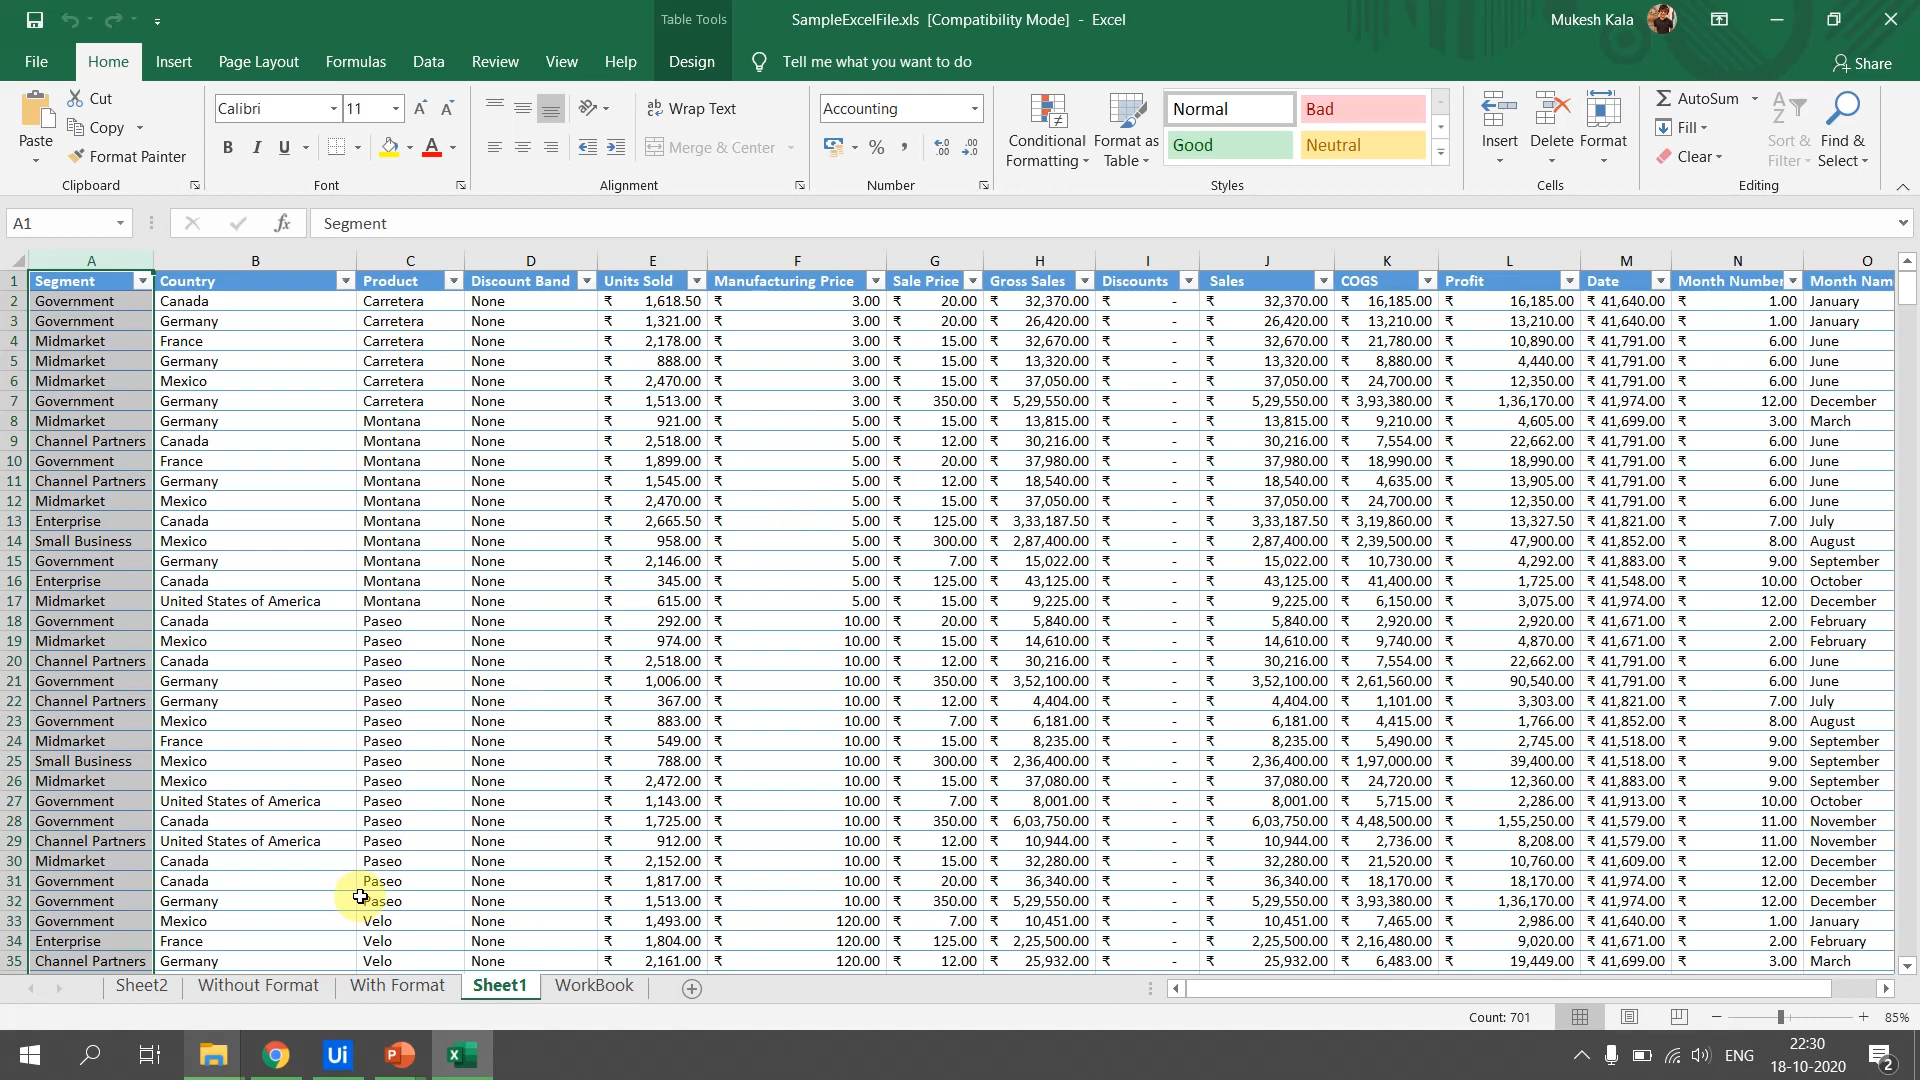 Table Tools
SampleExcelFile.xls [Compatibility Mode] - Excel
Mukesh Kala
File Home Insert Page Layout Formulas Data Review View Help Design Tell me what you want to do Share
Cut
Copy
Format Painter
Paste
Clipboard
Calibri 11
B I U
Font
Wrap Text
Merge & Center
Alignment
Accounting
Number
Conditional Formatting
Format as Table
Normal Bad
Good Neutral
Styles
Insert Delete Format
Cells
AutoSum
Fill
Clear
Sort & Filter
Find & Select
Editing
A1 fx Segment
A B C D E F G H I J K L M N O
1 Segment Country Product Discount Band Units Sold Manufacturing Price Sale Price Gross Sales Discounts Sales COGS Profit Date Month Number Month Nam
2 Government Canada Carretera None ₹ 1,618.50 ₹ 3.00 ₹ 20.00 ₹ 32,370.00 ₹ - ₹ 32,370.00 ₹ 16,185.00 ₹ 16,185.00 ₹ 41,640.00 ₹ 1.00 January
3 Government Germany Carretera None ₹ 1,321.00 ₹ 3.00 ₹ 20.00 ₹ 26,420.00 ₹ - ₹ 26,420.00 ₹ 13,210.00 ₹ 13,210.00 ₹ 41,640.00 ₹ 1.00 January
4 Midmarket France Carretera None ₹ 2,178.00 ₹ 3.00 ₹ 15.00 ₹ 32,670.00 ₹ - ₹ 32,670.00 ₹ 21,780.00 ₹ 10,890.00 ₹ 41,791.00 ₹ 6.00 June
5 Midmarket Germany Carretera None ₹ 888.00 ₹ 3.00 ₹ 15.00 ₹ 13,320.00 ₹ - ₹ 13,320.00 ₹ 8,880.00 ₹ 4,440.00 ₹ 41,791.00 ₹ 6.00 June
6 Midmarket Mexico Carretera None ₹ 2,470.00 ₹ 3.00 ₹ 15.00 ₹ 37,050.00 ₹ - ₹ 37,050.00 ₹ 24,700.00 ₹ 12,350.00 ₹ 41,791.00 ₹ 6.00 June
7 Government Germany Carretera None ₹ 1,513.00 ₹ 3.00 ₹ 350.00 ₹ 5,29,550.00 ₹ - ₹ 5,29,550.00 ₹ 3,93,380.00 ₹ 1,36,170.00 ₹ 41,974.00 ₹ 12.00 December
8 Midmarket Germany Montana None ₹ 921.00 ₹ 5.00 ₹ 15.00 ₹ 13,815.00 ₹ - ₹ 13,815.00 ₹ 9,210.00 ₹ 4,605.00 ₹ 41,699.00 ₹ 3.00 March
9 Channel Partners Canada Montana None ₹ 2,518.00 ₹ 5.00 ₹ 12.00 ₹ 30,216.00 ₹ - ₹ 30,216.00 ₹ 7,554.00 ₹ 22,662.00 ₹ 41,791.00 ₹ 6.00 June
10 Government France Montana None ₹ 1,899.00 ₹ 5.00 ₹ 20.00 ₹ 37,980.00 ₹ - ₹ 37,980.00 ₹ 18,990.00 ₹ 18,990.00 ₹ 41,791.00 ₹ 6.00 June
11 Channel Partners Germany Montana None ₹ 1,545.00 ₹ 5.00 ₹ 12.00 ₹ 18,540.00 ₹ - ₹ 18,540.00 ₹ 4,635.00 ₹ 13,905.00 ₹ 41,791.00 ₹ 6.00 June
12 Midmarket Mexico Montana None ₹ 2,470.00 ₹ 5.00 ₹ 15.00 ₹ 37,050.00 ₹ - ₹ 37,050.00 ₹ 24,700.00 ₹ 12,350.00 ₹ 41,791.00 ₹ 6.00 June
13 Enterprise Canada Montana None ₹ 2,665.50 ₹ 5.00 ₹ 125.00 ₹ 3,33,187.50 ₹ - ₹ 3,33,187.50 ₹ 3,19,860.00 ₹ 13,327.50 ₹ 41,821.00 ₹ 7.00 July
14 Small Business Mexico Montana None ₹ 958.00 ₹ 5.00 ₹ 300.00 ₹ 2,87,400.00 ₹ - ₹ 2,87,400.00 ₹ 2,39,500.00 ₹ 47,900.00 ₹ 41,852.00 ₹ 8.00 August
15 Government Germany Montana None ₹ 2,146.00 ₹ 5.00 ₹ 7.00 ₹ 15,022.00 ₹ - ₹ 15,022.00 ₹ 10,730.00 ₹ 4,292.00 ₹ 41,883.00 ₹ 9.00 September
16 Enterprise Canada Montana None ₹ 345.00 ₹ 5.00 ₹ 125.00 ₹ 43,125.00 ₹ - ₹ 43,125.00 ₹ 41,400.00 ₹ 1,725.00 ₹ 41,548.00 ₹ 10.00 October
17 Midmarket United States of America Montana None ₹ 615.00 ₹ 5.00 ₹ 15.00 ₹ 9,225.00 ₹ - ₹ 9,225.00 ₹ 6,150.00 ₹ 3,075.00 ₹ 41,974.00 ₹ 12.00 December
18 Government Canada Paseo None ₹ 292.00 ₹ 10.00 ₹ 20.00 ₹ 5,840.00 ₹ - ₹ 5,840.00 ₹ 2,920.00 ₹ 2,920.00 ₹ 41,671.00 ₹ 2.00 February
19 Midmarket Mexico Paseo None ₹ 974.00 ₹ 10.00 ₹ 15.00 ₹ 14,610.00 ₹ - ₹ 14,610.00 ₹ 9,740.00 ₹ 4,870.00 ₹ 41,671.00 ₹ 2.00 February
20 Channel Partners Canada Paseo None ₹ 2,518.00 ₹ 10.00 ₹ 12.00 ₹ 30,216.00 ₹ - ₹ 30,216.00 ₹ 7,554.00 ₹ 22,662.00 ₹ 41,791.00 ₹ 6.00 June
21 Government Germany Paseo None ₹ 1,006.00 ₹ 10.00 ₹ 350.00 ₹ 3,52,100.00 ₹ - ₹ 3,52,100.00 ₹ 2,61,560.00 ₹ 90,540.00 ₹ 41,791.00 ₹ 6.00 June
22 Channel Partners Germany Paseo None ₹ 367.00 ₹ 10.00 ₹ 12.00 ₹ 4,404.00 ₹ - ₹ 4,404.00 ₹ 1,101.00 ₹ 3,303.00 ₹ 41,821.00 ₹ 7.00 July
23 Government Mexico Paseo None ₹ 883.00 ₹ 10.00 ₹ 7.00 ₹ 6,181.00 ₹ - ₹ 6,181.00 ₹ 4,415.00 ₹ 1,766.00 ₹ 41,852.00 ₹ 8.00 August
24 Midmarket France Paseo None ₹ 549.00 ₹ 10.00 ₹ 15.00 ₹ 8,235.00 ₹ - ₹ 8,235.00 ₹ 5,490.00 ₹ 2,745.00 ₹ 41,518.00 ₹ 9.00 September
25 Small Business Mexico Paseo None ₹ 788.00 ₹ 10.00 ₹ 300.00 ₹ 2,36,400.00 ₹ - ₹ 2,36,400.00 ₹ 1,97,000.00 ₹ 39,400.00 ₹ 41,518.00 ₹ 9.00 September
26 Midmarket Mexico Paseo None ₹ 2,472.00 ₹ 10.00 ₹ 15.00 ₹ 37,080.00 ₹ - ₹ 37,080.00 ₹ 24,720.00 ₹ 12,360.00 ₹ 41,883.00 ₹ 9.00 September
27 Government United States of America Paseo None ₹ 1,143.00 ₹ 10.00 ₹ 7.00 ₹ 8,001.00 ₹ - ₹ 8,001.00 ₹ 5,715.00 ₹ 2,286.00 ₹ 41,913.00 ₹ 10.00 October
28 Government Canada Paseo None ₹ 1,725.00 ₹ 10.00 ₹ 350.00 ₹ 6,03,750.00 ₹ - ₹ 6,03,750.00 ₹ 4,48,500.00 ₹ 1,55,250.00 ₹ 41,579.00 ₹ 11.00 November
29 Channel Partners United States of America Paseo None ₹ 912.00 ₹ 10.00 ₹ 12.00 ₹ 10,944.00 ₹ - ₹ 10,944.00 ₹ 2,736.00 ₹ 8,208.00 ₹ 41,579.00 ₹ 11.00 November
30 Midmarket Canada Paseo None ₹ 2,152.00 ₹ 10.00 ₹ 15.00 ₹ 32,280.00 ₹ - ₹ 32,280.00 ₹ 21,520.00 ₹ 10,760.00 ₹ 41,609.00 ₹ 12.00 December
31 Government Canada Paseo None ₹ 1,817.00 ₹ 10.00 ₹ 20.00 ₹ 36,340.00 ₹ - ₹ 36,340.00 ₹ 18,170.00 ₹ 18,170.00 ₹ 41,974.00 ₹ 12.00 December
32 Government Germany Paseo None ₹ 1,513.00 ₹ 10.00 ₹ 350.00 ₹ 5,29,550.00 ₹ - ₹ 5,29,550.00 ₹ 3,93,380.00 ₹ 1,36,170.00 ₹ 41,974.00 ₹ 12.00 December
33 Government Mexico Velo None ₹ 1,493.00 ₹ 120.00 ₹ 7.00 ₹ 10,451.00 ₹ - ₹ 10,451.00 ₹ 7,465.00 ₹ 2,986.00 ₹ 41,640.00 ₹ 1.00 January
34 Enterprise France Velo None ₹ 1,804.00 ₹ 120.00 ₹ 125.00 ₹ 2,25,500.00 ₹ - ₹ 2,25,500.00 ₹ 2,16,480.00 ₹ 9,020.00 ₹ 41,671.00 ₹ 2.00 February
35 Channel Partners Germany Velo None ₹ 2,161.00 ₹ 120.00 ₹ 12.00 ₹ 25,932.00 ₹ - ₹ 25,932.00 ₹ 6,483.00 ₹ 19,449.00 ₹ 41,699.00 ₹ 3.00 March
Sheet2 Without Format With Format Sheet1 WorkBook
Count: 701 85%
Ui
ENG
22:30
18-10-2020
2